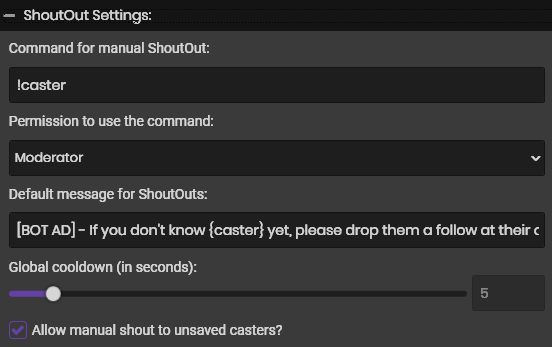 ShoutOut Settings:
Command for manual ShoutOut:
!caster
Permission to use the command:
Moderator
Default message for ShoutOuts:
[BOT AD] - If you don't know {caster} yet, please drop them a follow at their
Global cooldown (in seconds):
5
Allow manual shout to unsaved casters?